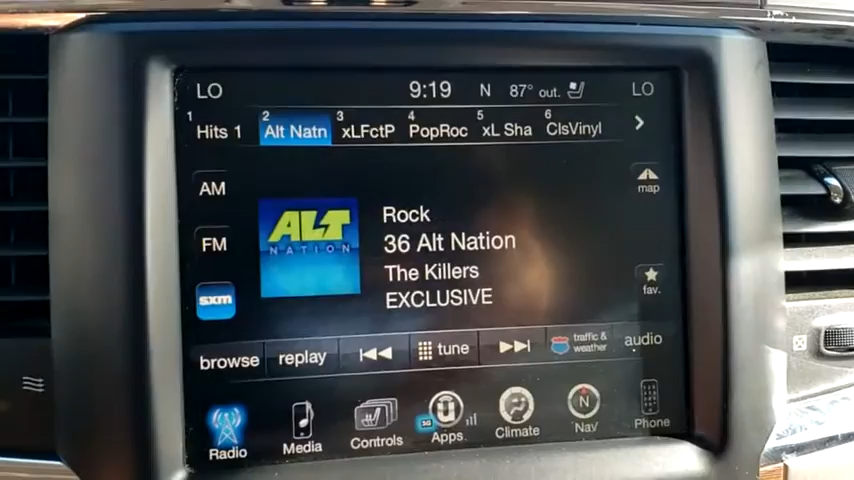 LO 9:19 N 87° out. LO
1 Hits 1 2 Alt Natn 3 xLFctP 4 PopRoc 5 xL Sha 6 ClsVinyl
AM
map
FM
ALT
NATION
Rock
36 Alt Nation
The Killers
EXCLUSIVE
sxm
fav.
browse replay tune traffic & weather audio
Radio Media Controls 3G Apps Climate N Nav Phone